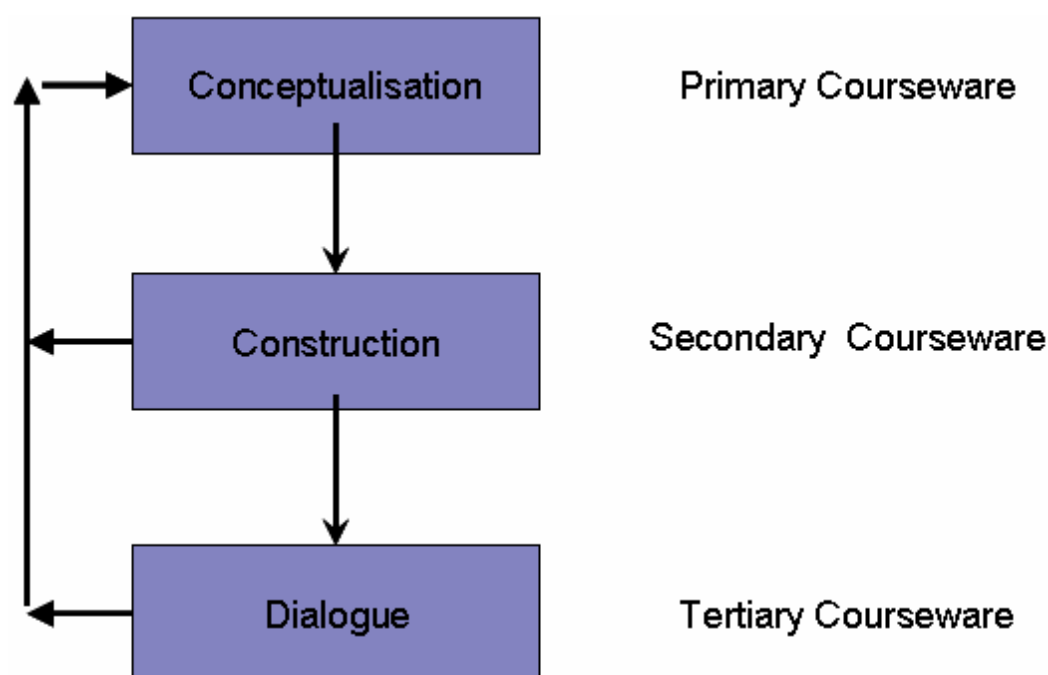 Conceptualisation Primary Courseware
Construction Secondary Courseware
Dialogue Tertiary Courseware